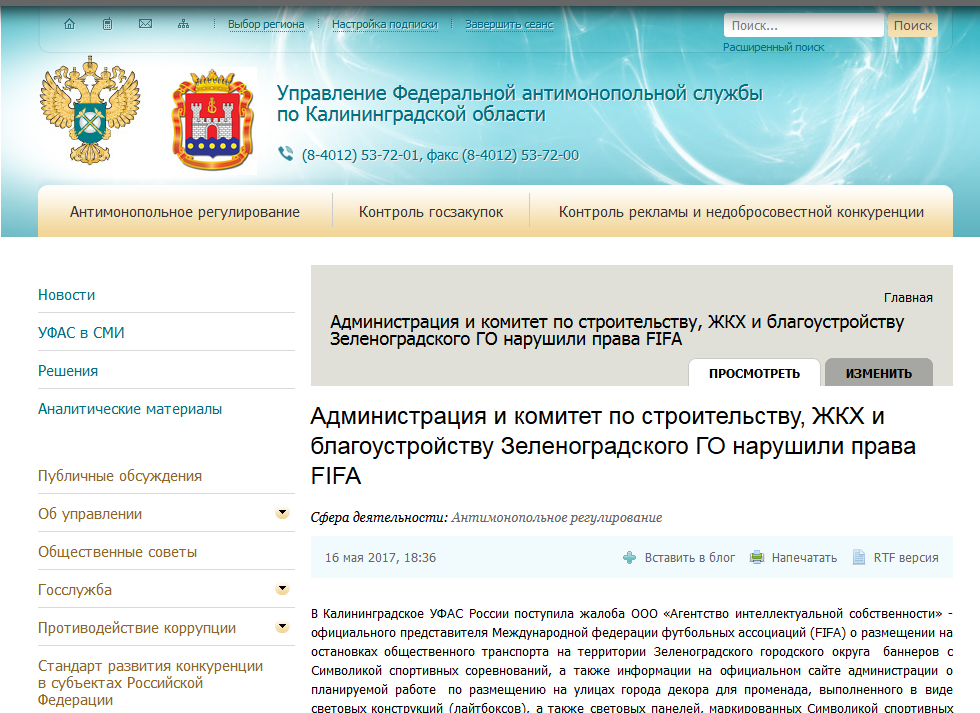 Выбор региона
Настройка подписки
Завершить сеанс
Поиск...
Поиск
Расширенный поиск
Управление Федеральной антимонопольной службы
по Калининградской области
(8-4012) 53-72-01, факс (8-4012) 53-72-00
Антимонопольное регулирование
Контроль госзакупок
Контроль рекламы и недобросовестной конкуренции
Новости
УФАС в СМИ
Решения
Аналитические материалы
Публичные обсуждения
Об управлении
Общественные советы
Госслужба
Противодействие коррупции
Стандарт развития конкуренции
в субъектах Российской
Федерации
Главная
Администрация и комитет по строительству, ЖКХ и благоустройству
Зеленоградского ГО нарушили права FIFA
ПРОСМОТРЕТЬ
ИЗМЕНИТЬ
Администрация и комитет по строительству, ЖКХ и
благоустройству Зеленоградского ГО нарушили права
FIFA
Сфера деятельности: Антимонопольное регулирование
16 мая 2017, 18:36
Вставить в блог
Напечатать
RTF версия
В Калининградское УФАС России поступила жалоба ООО «Агентство интеллектуальной собственности» -
официального представителя Международной федерации футбольных ассоциаций (FIFA) о размещении на
остановках общественного транспорта на территории Зеленоградского городского округа баннеров с
Символикой спортивных соревнований, а также информации на официальном сайте администрации о
планируемой работе по размещению на улицах города декора для променада, выполненного в виде
световых конструкций (лайтбоксов), а также световых панелей, маркированных Символикой спортивных